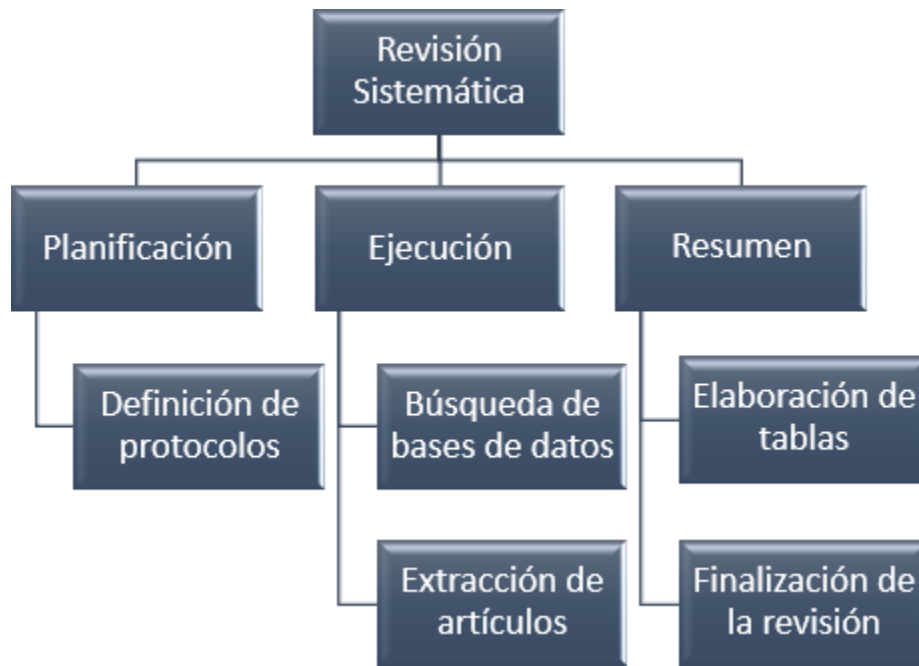 Revisión
Sistemática
Planificación
Ejecución
Resumen
Definición de
protocolos
Búsqueda de
bases de datos
Elaboración de
tablas
Extracción de
artículos
Finalización de
la revisión